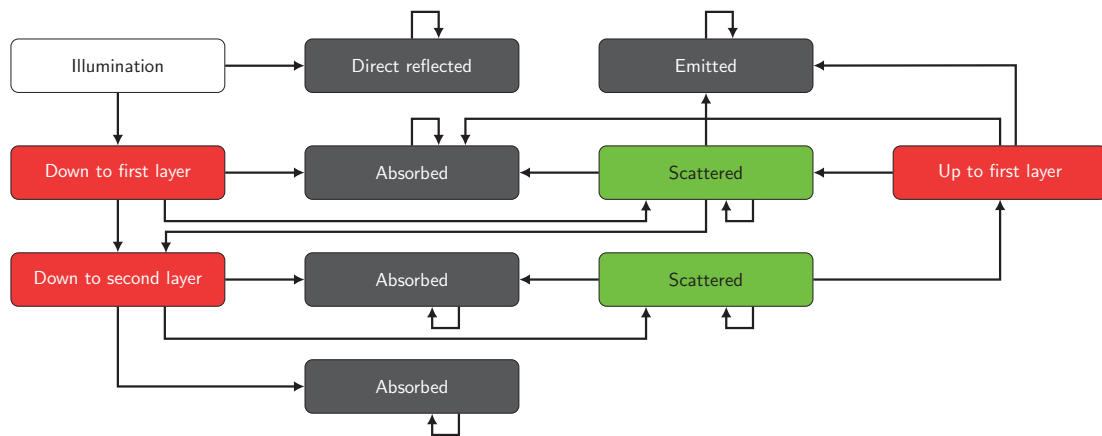 Illumination
Direct reflected
Emitted
Down to first layer
Absorbed
Scattered
Up to first layer
Down to second layer
Absorbed
Scattered
Absorbed